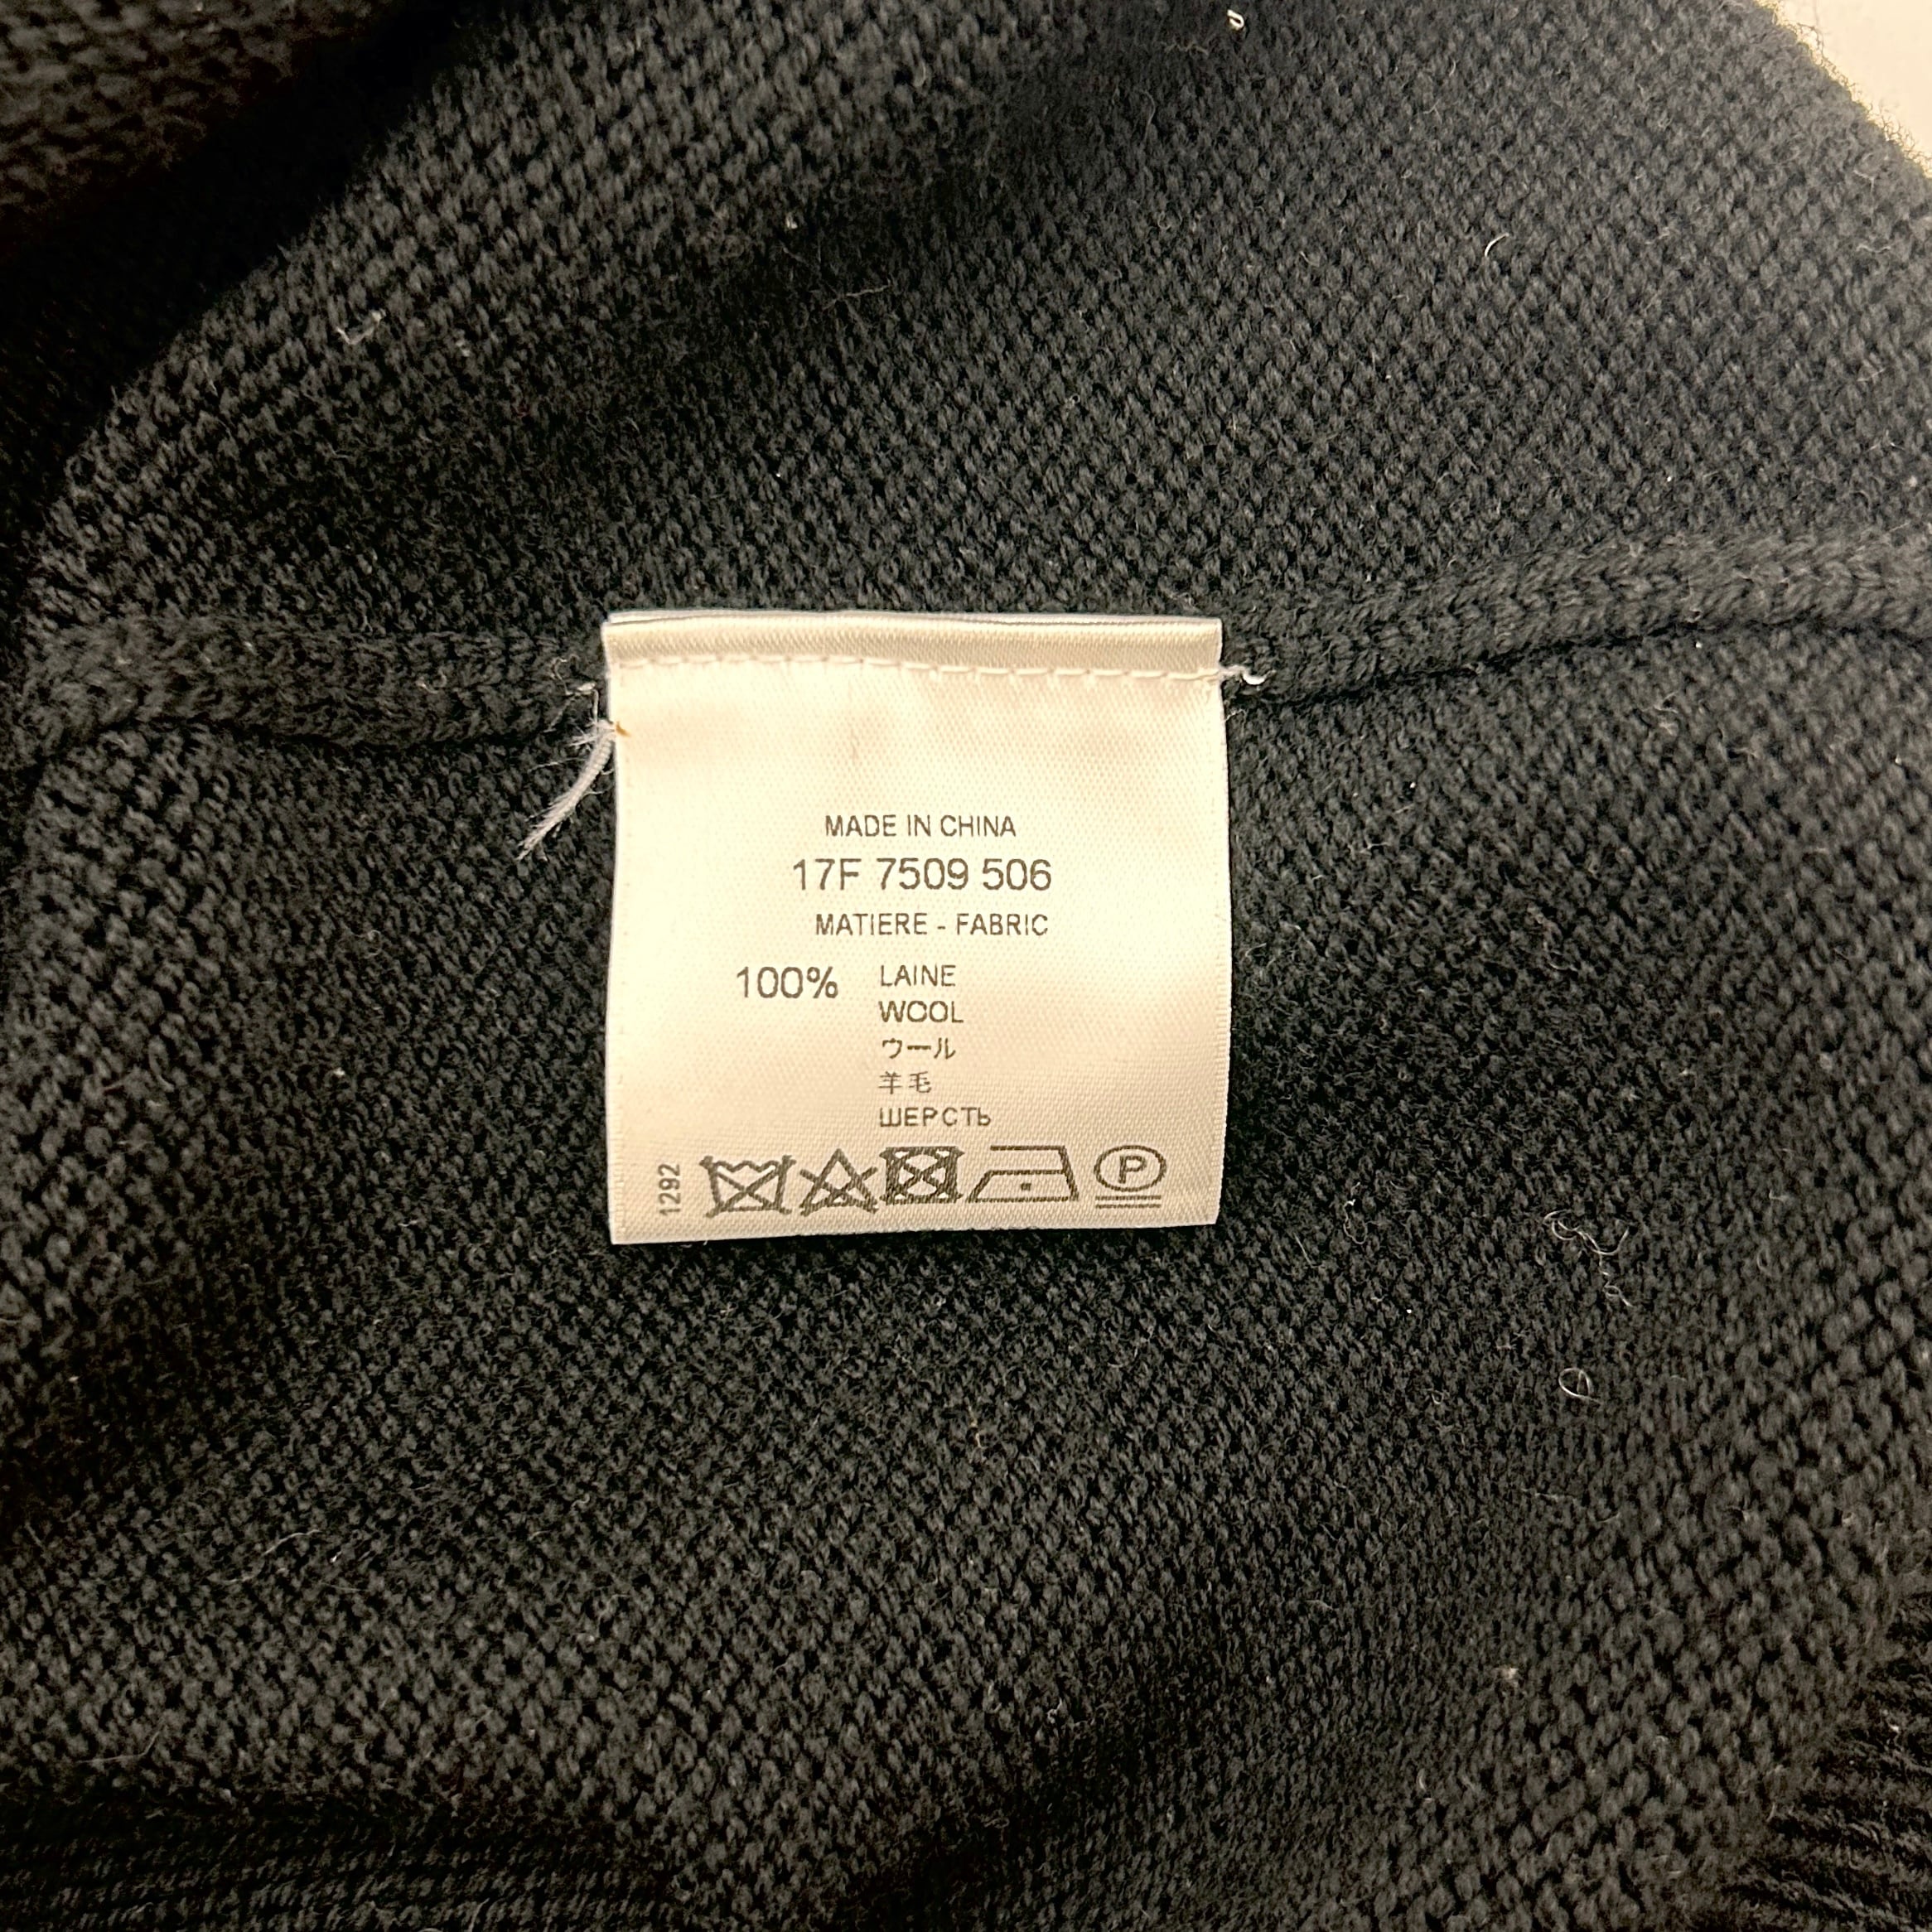 MADE IN CHINA
17F 7509 506
MATIERE - FABRIC
100% LAINE
WOOL
ウール
羊毛
ШЕРСТЬ
1292
P